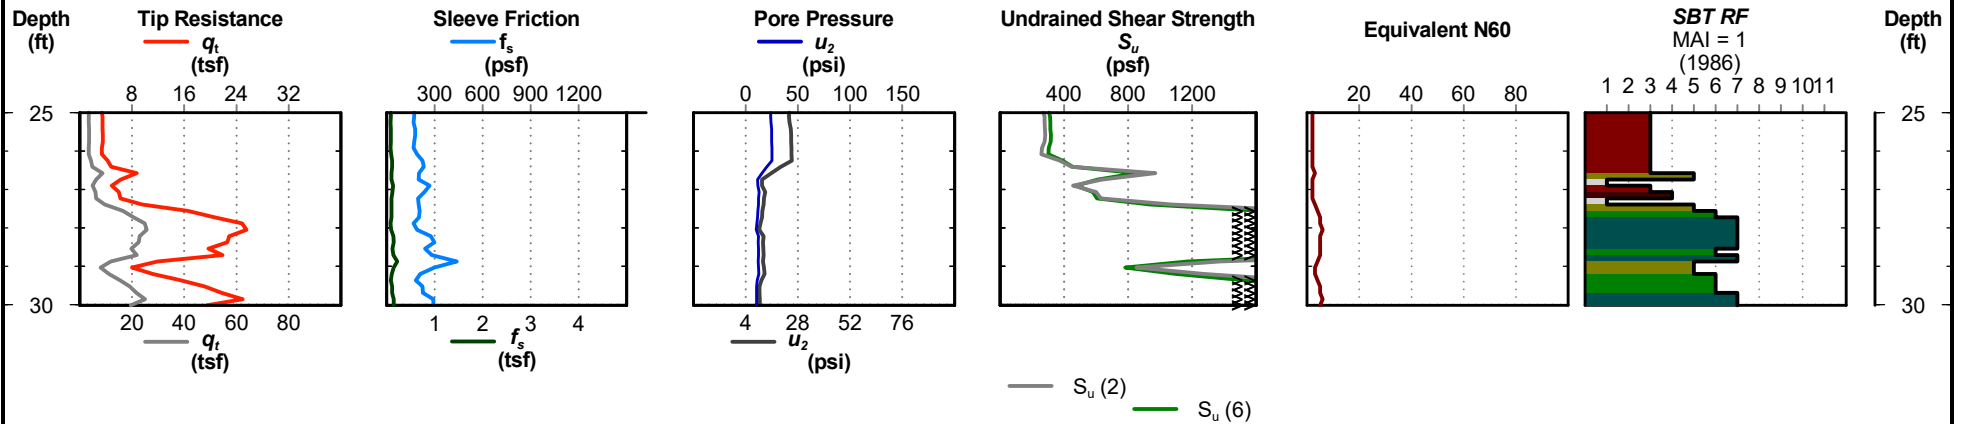 Depth
(ft)
Tip Resistance
qt
(tsf)
8 16 24 32
Sleeve Friction
fs
(psf)
300 600 900 1200
Pore Pressure
u2
(psi)
0 50 100 150
Undrained Shear Strength
Su
(psf)
400 800 1200
Equivalent N60
20 40 60 80
SBT RF
MAI = 1
(1986)
1 2 3 4 5 6 7 8 9 10 11
Depth
(ft)
25
30
25
30
20 40 60 80
qt
(tsf)
1 2 3 4
fs
(tsf)
4 28 52 76
u2
(psi)
Su (2)
Su (6)